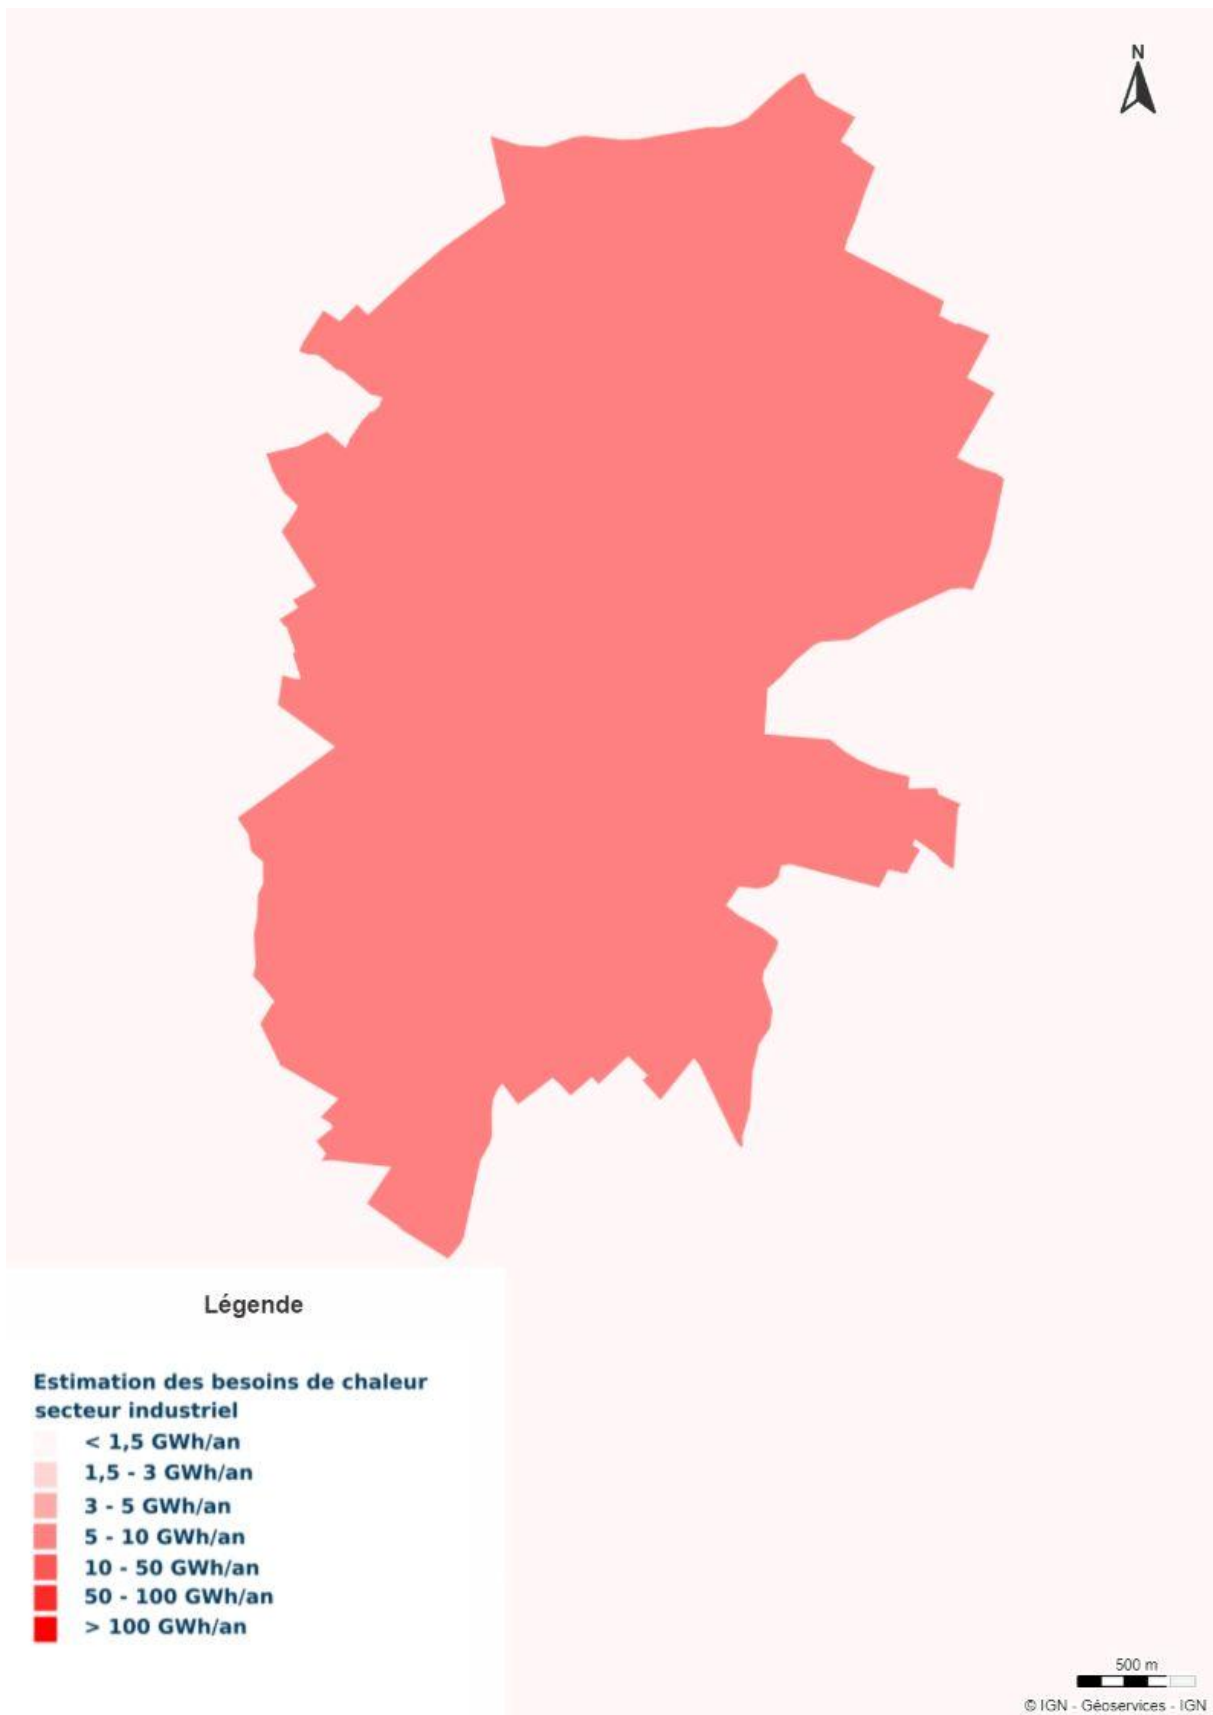 N
Légende
Estimation des besoins de chaleur
secteur industriel
< 1,5 GWh/an
1,5 - 3 GWh/an
3 - 5 GWh/an
5 - 10 GWh/an
10 - 50 GWh/an
50 - 100 GWh/an
> 100 GWh/an
500 m
© IGN - Géoservices - IGN